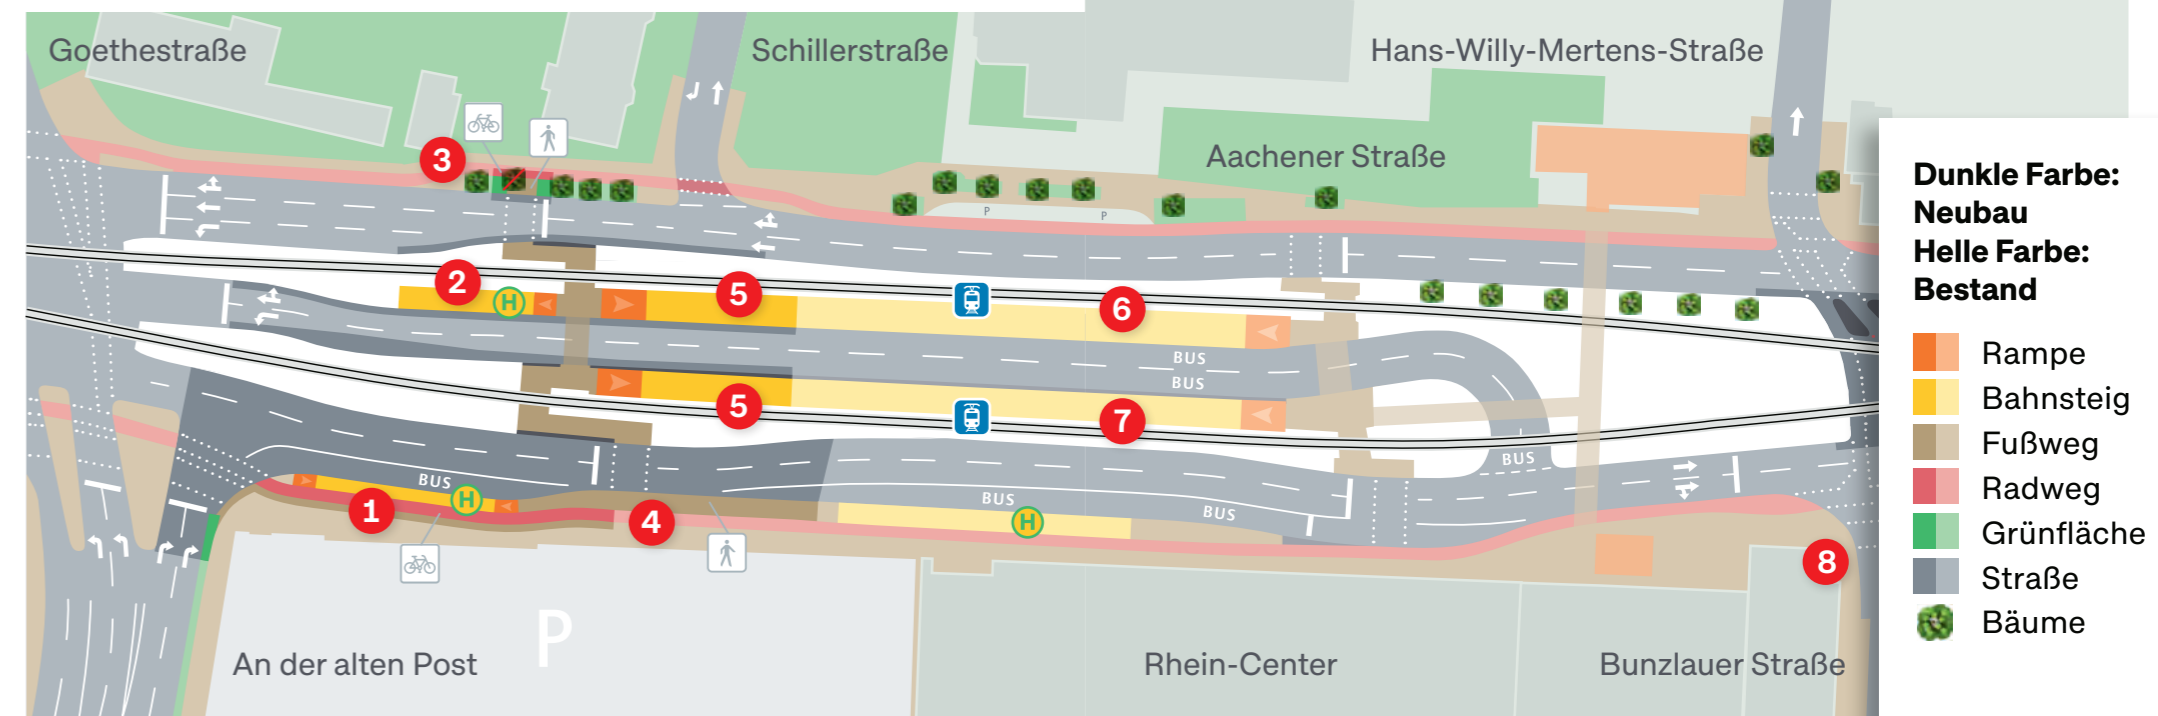 Goethestraße
Schillerstraße
Hans-Willy-Mertens-Straße
Aachener Straße
3
P
P
2
H
5
6
BUS
BUS
5
7
BUS
BUS
H
1
4
BUS
H
BUS
8
P
An der alten Post
Rhein-Center
Bunzlauer Straße
Dunkle Farbe:
Neubau
Helle Farbe:
Bestand
Rampe
Bahnsteig
Fußweg
Radweg
Grünfläche
Straße
Bäume